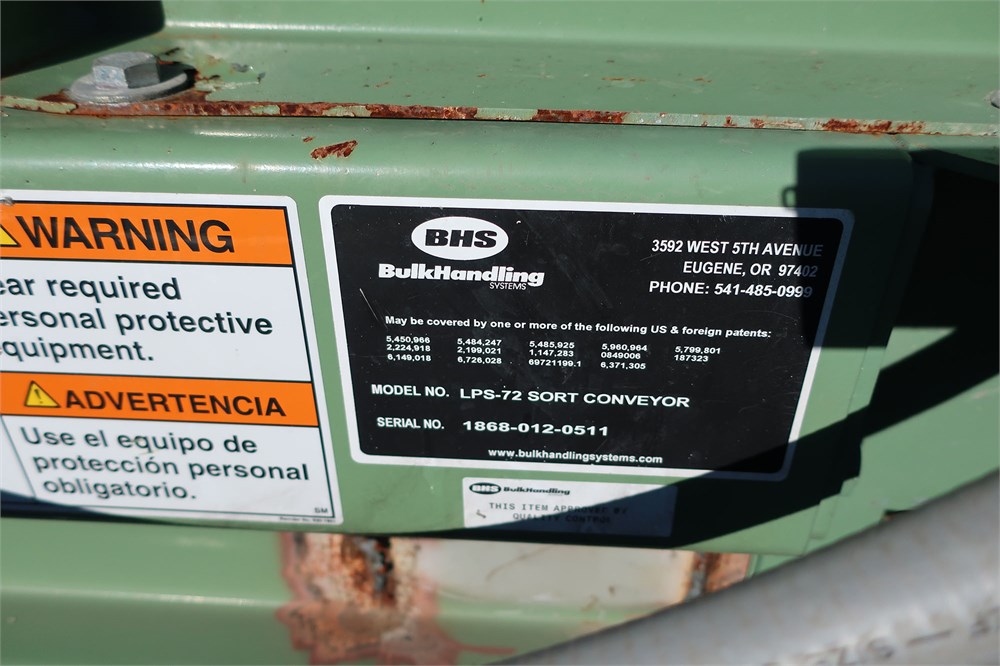 WARNING
ear required
ersonal protective
equipment.
ADVERTENCIA
Use el equipo de
protección personal
obligatorio.
SM
BHS
BulkHandling
SYSTEMS
3592 WEST 5TH AVENUE
EUGENE, OR 97402
PHONE: 541-485-0999
May be covered by one or more of the following US & foreign patents:
5,450,966 5,484,247 5,485,925 5,960,964 5,799,801
2,224,918 2,199,021 1,147,283 0849006 187323
6,149,018 6,726,028 69721199.1 6,371,305
MODEL NO. LPS-72 SORT CONVEYOR
SERIAL NO. 1868-012-0511
www.bulkhandlingsystems.com
BHS BulkHandling
THIS ITEM APPROVED BY
QUALITY CONTROL